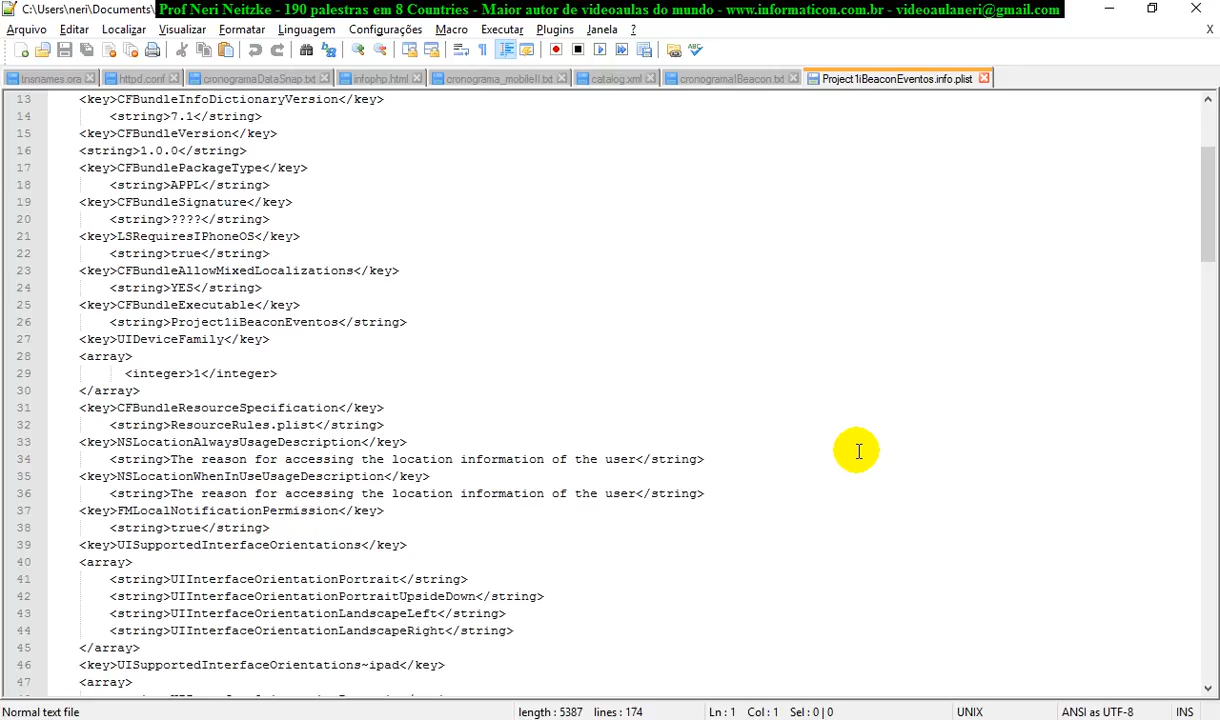 C:\Users\neri\Documents\
Prof Neri Neitzke - 190 palestras em 8 Countries - Maior autor de videoaulas do mundo - www.informaticon.com.br - videoaulaneri@gmail.com
Arquivo Editar Localizar Visualizar Formatar Linguagem Configurações Macro Executar Plugins Janela ? X
tnsnames.ora httpd.conf cronogramaDataSnap.txt infophp.html cronograma_mobileII.txt catalog.xml cronogramaIBeacon.txt Project1iBeaconEventos.info.plist
13 <key>CFBundleInfoDictionaryVersion</key>
14 <string>7.1</string>
15 <key>CFBundleVersion</key>
16 <string>1.0.0</string>
17 <key>CFBundlePackageType</key>
18 <string>APPL</string>
19 <key>CFBundleSignature</key>
20 <string>????</string>
21 <key>LSRequiresIPhoneOS</key>
22 <string>true</string>
23 <key>CFBundleAllowMixedLocalizations</key>
24 <string>YES</string>
25 <key>CFBundleExecutable</key>
26 <string>Project1iBeaconEventos</string>
27 <key>UIDeviceFamily</key>
28 <array>
29 <integer>1</integer>
30 </array>
31 <key>CFBundleResourceSpecification</key>
32 <string>ResourceRules.plist</string>
33 <key>NSLocationAlwaysUsageDescription</key>
34 <string>The reason for accessing the location information of the user</string>
35 <key>NSLocationWhenInUseUsageDescription</key>
36 <string>The reason for accessing the location information of the user</string>
37 <key>FMLocalNotificationPermission</key>
38 <string>true</string>
39 <key>UISupportedInterfaceOrientations</key>
40 <array>
41 <string>UIInterfaceOrientationPortrait</string>
42 <string>UIInterfaceOrientationPortraitUpsideDown</string>
43 <string>UIInterfaceOrientationLandscapeLeft</string>
44 <string>UIInterfaceOrientationLandscapeRight</string>
45 </array>
46 <key>UISupportedInterfaceOrientations~ipad</key>
47 <array>
Normal text file length : 5387 lines : 174 Ln : 1 Col : 1 Sel : 0 | 0 UNIX ANSI as UTF-8 INS